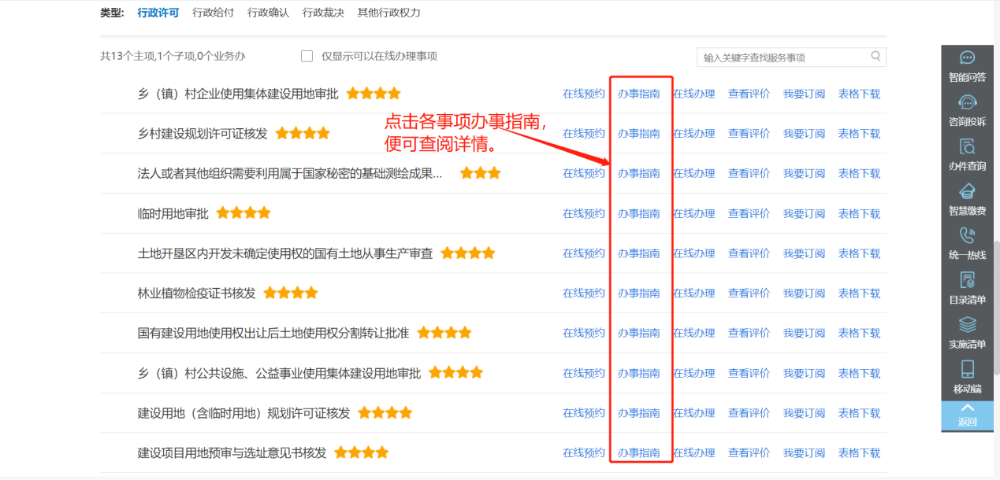 类型: 行政许可 行政给付 行政确认 行政裁决 其他行政权力
共13个主项,1个子项,0个业务办 仅显示可以在线办理事项 输入关键字查找服务事项
乡（镇）村企业使用集体建设用地审批 在线预约 办事指南 在线办理 查看评价 我要订阅 表格下载
点击各事项办事指南，
便可查阅详情。
乡村建设规划许可证核发 在线预约 办事指南 在线办理 查看评价 我要订阅 表格下载
法人或者其他组织需要利用属于国家秘密的基础测绘成果... 在线预约 办事指南 在线办理 查看评价 我要订阅 表格下载
临时用地审批 在线预约 办事指南 在线办理 查看评价 我要订阅 表格下载
土地开垦区内开发未确定使用权的国有土地从事生产审查 在线预约 办事指南 在线办理 查看评价 我要订阅 表格下载
林业植物检疫证书核发 在线预约 办事指南 在线办理 查看评价 我要订阅 表格下载
国有建设用地使用权出让后土地使用权分割转让批准 在线预约 办事指南 在线办理 查看评价 我要订阅 表格下载
乡（镇）村公共设施、公益事业使用集体建设用地审批 在线预约 办事指南 在线办理 查看评价 我要订阅 表格下载
建设用地（含临时用地）规划许可证核发 在线预约 办事指南 在线办理 查看评价 我要订阅 表格下载
建设项目用地预审与选址意见书核发 在线预约 办事指南 在线办理 查看评价 我要订阅 表格下载
智能问答
咨询投诉
办件查询
智慧缴费
统一热线
目录清单
实施清单
移动端
返回